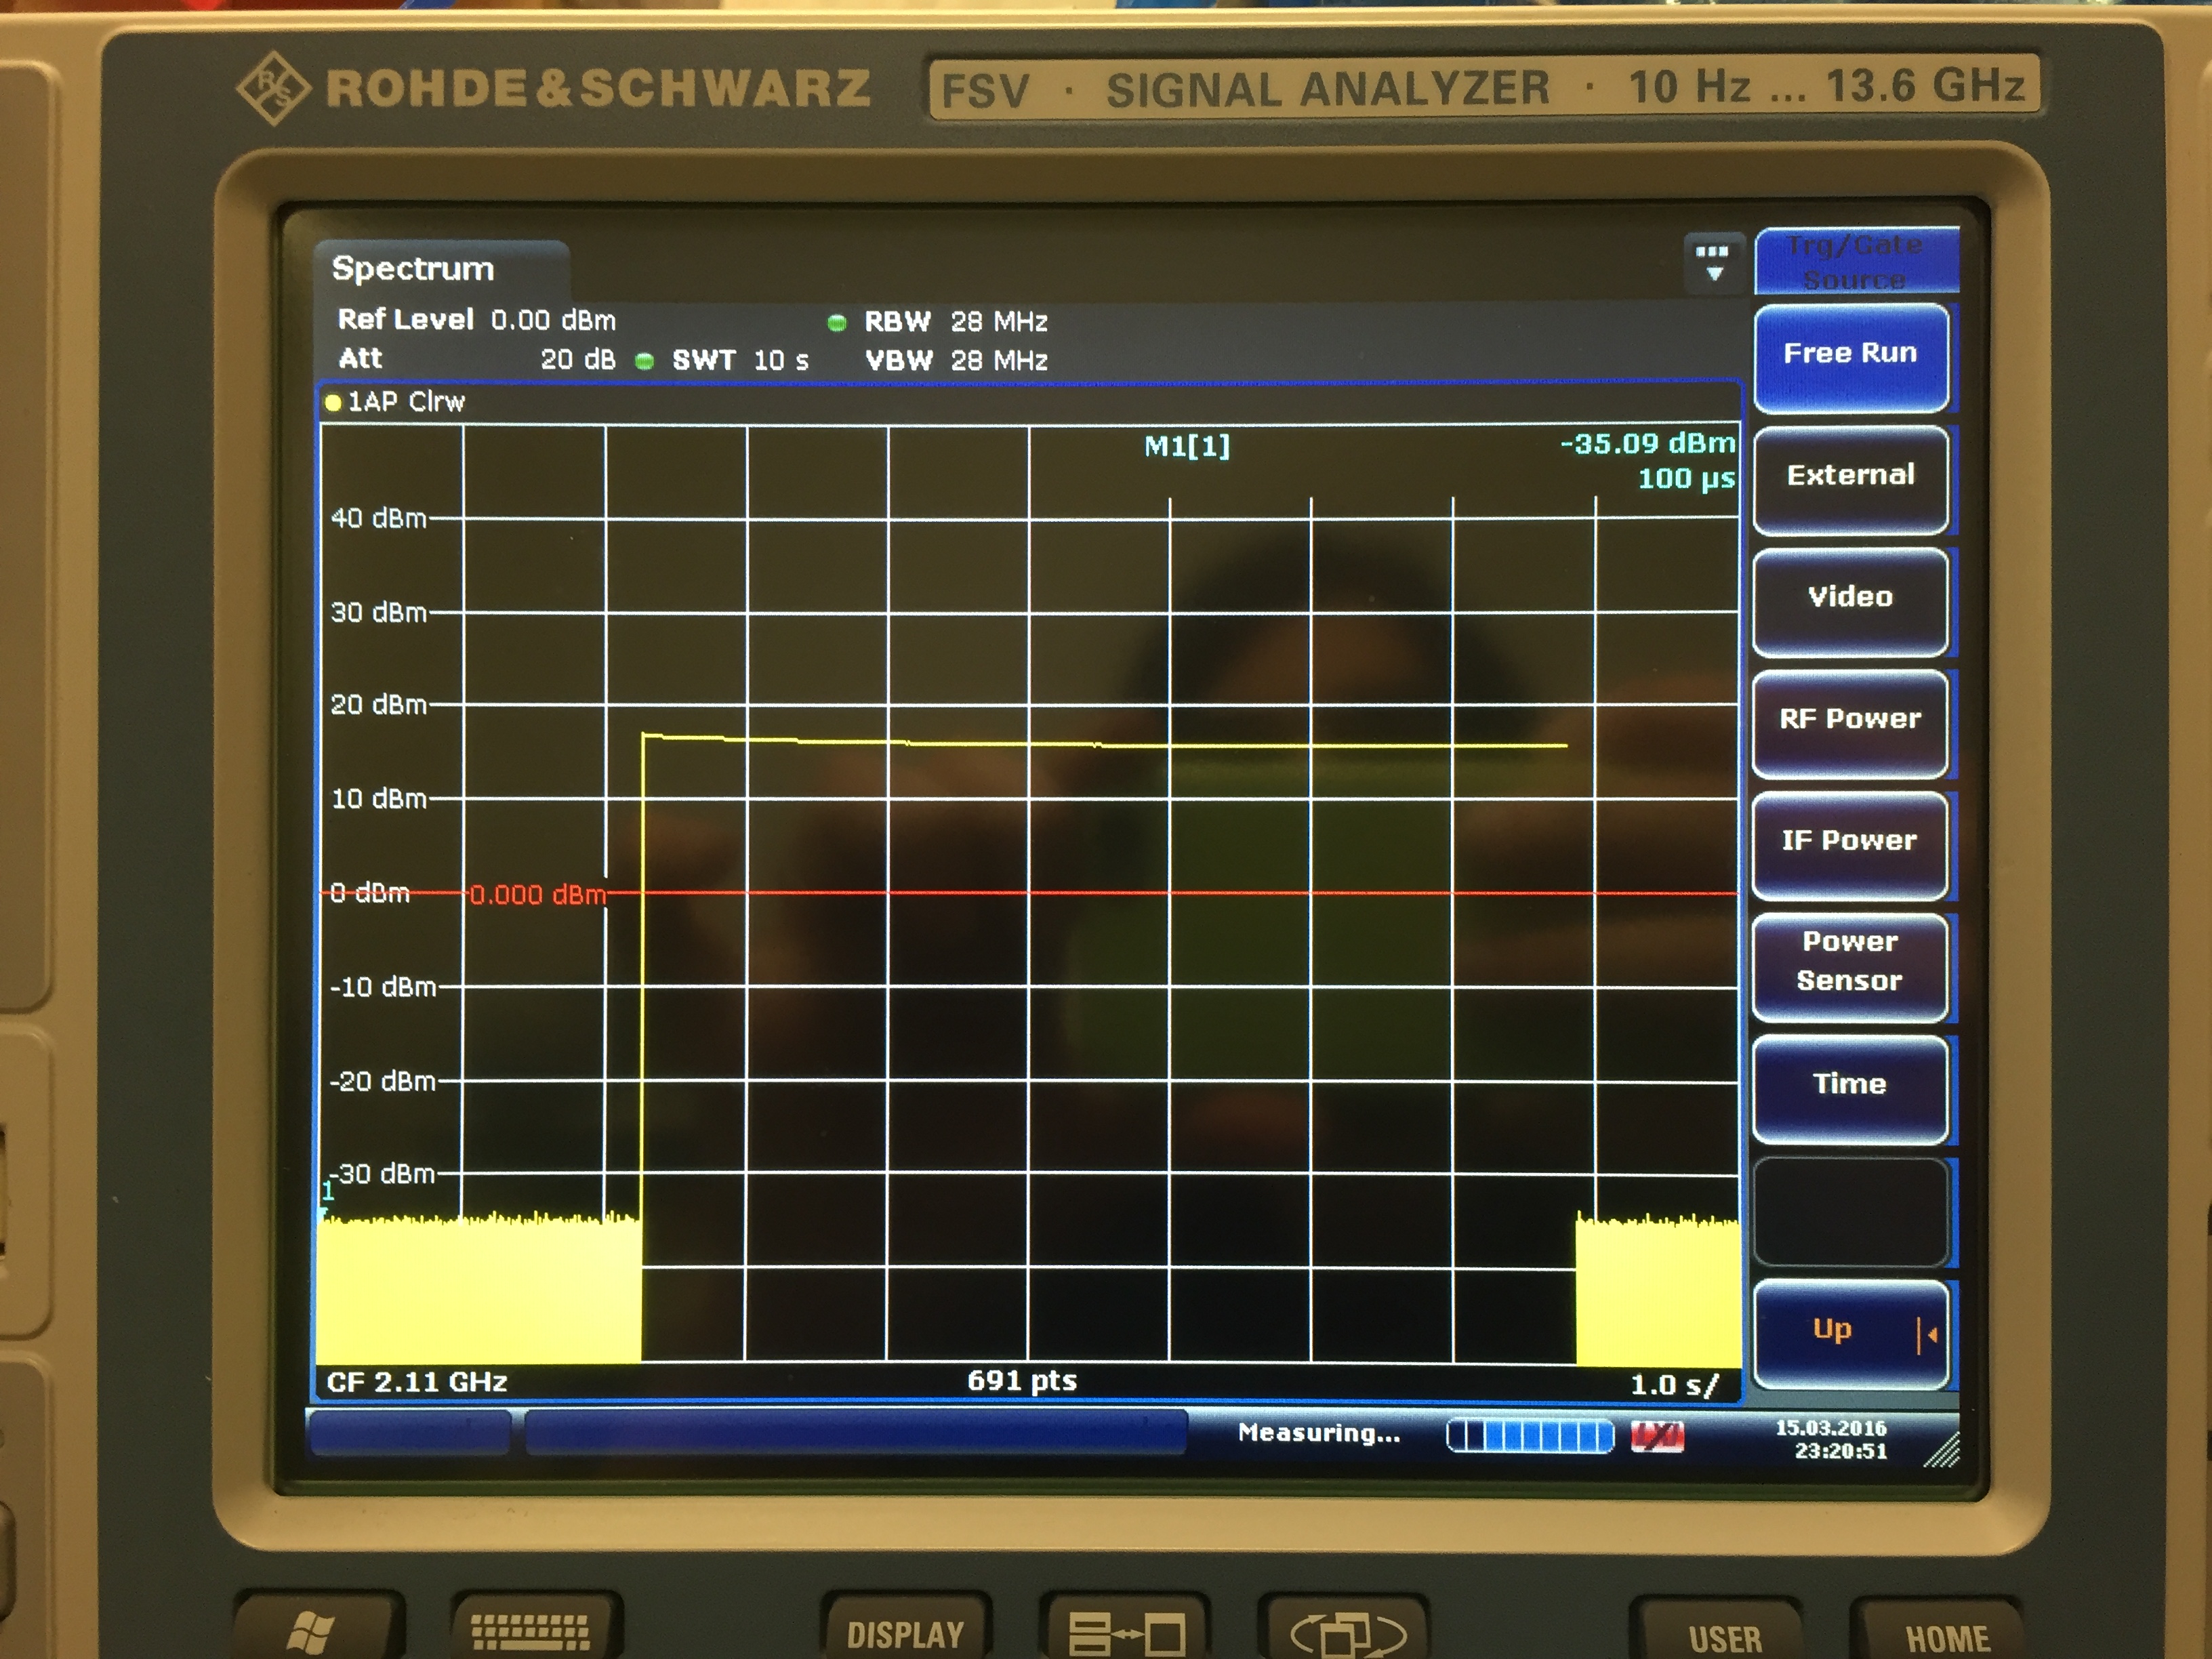 ROHDE & SCHWARZ
FSV · SIGNAL ANALYZER · 10 Hz ... 13.6 GHz
Spectrum
Trg/Gate
Source
Ref Level 0.00 dBm RBW 28 MHz
Att 20 dB SWT 10 s VBW 28 MHz
1AP Clrw
M1[1] -35.09 dBm
100 µs
40 dBm
30 dBm
20 dBm
10 dBm
0 dBm 0.000 dBm
-10 dBm
-20 dBm
-30 dBm
1
CF 2.11 GHz 691 pts 1.0 s/
Free Run
External
Video
RF Power
IF Power
Power
Sensor
Time
Up
Measuring... 15.03.2016
23:20:51
DISPLAY
USER
HOME